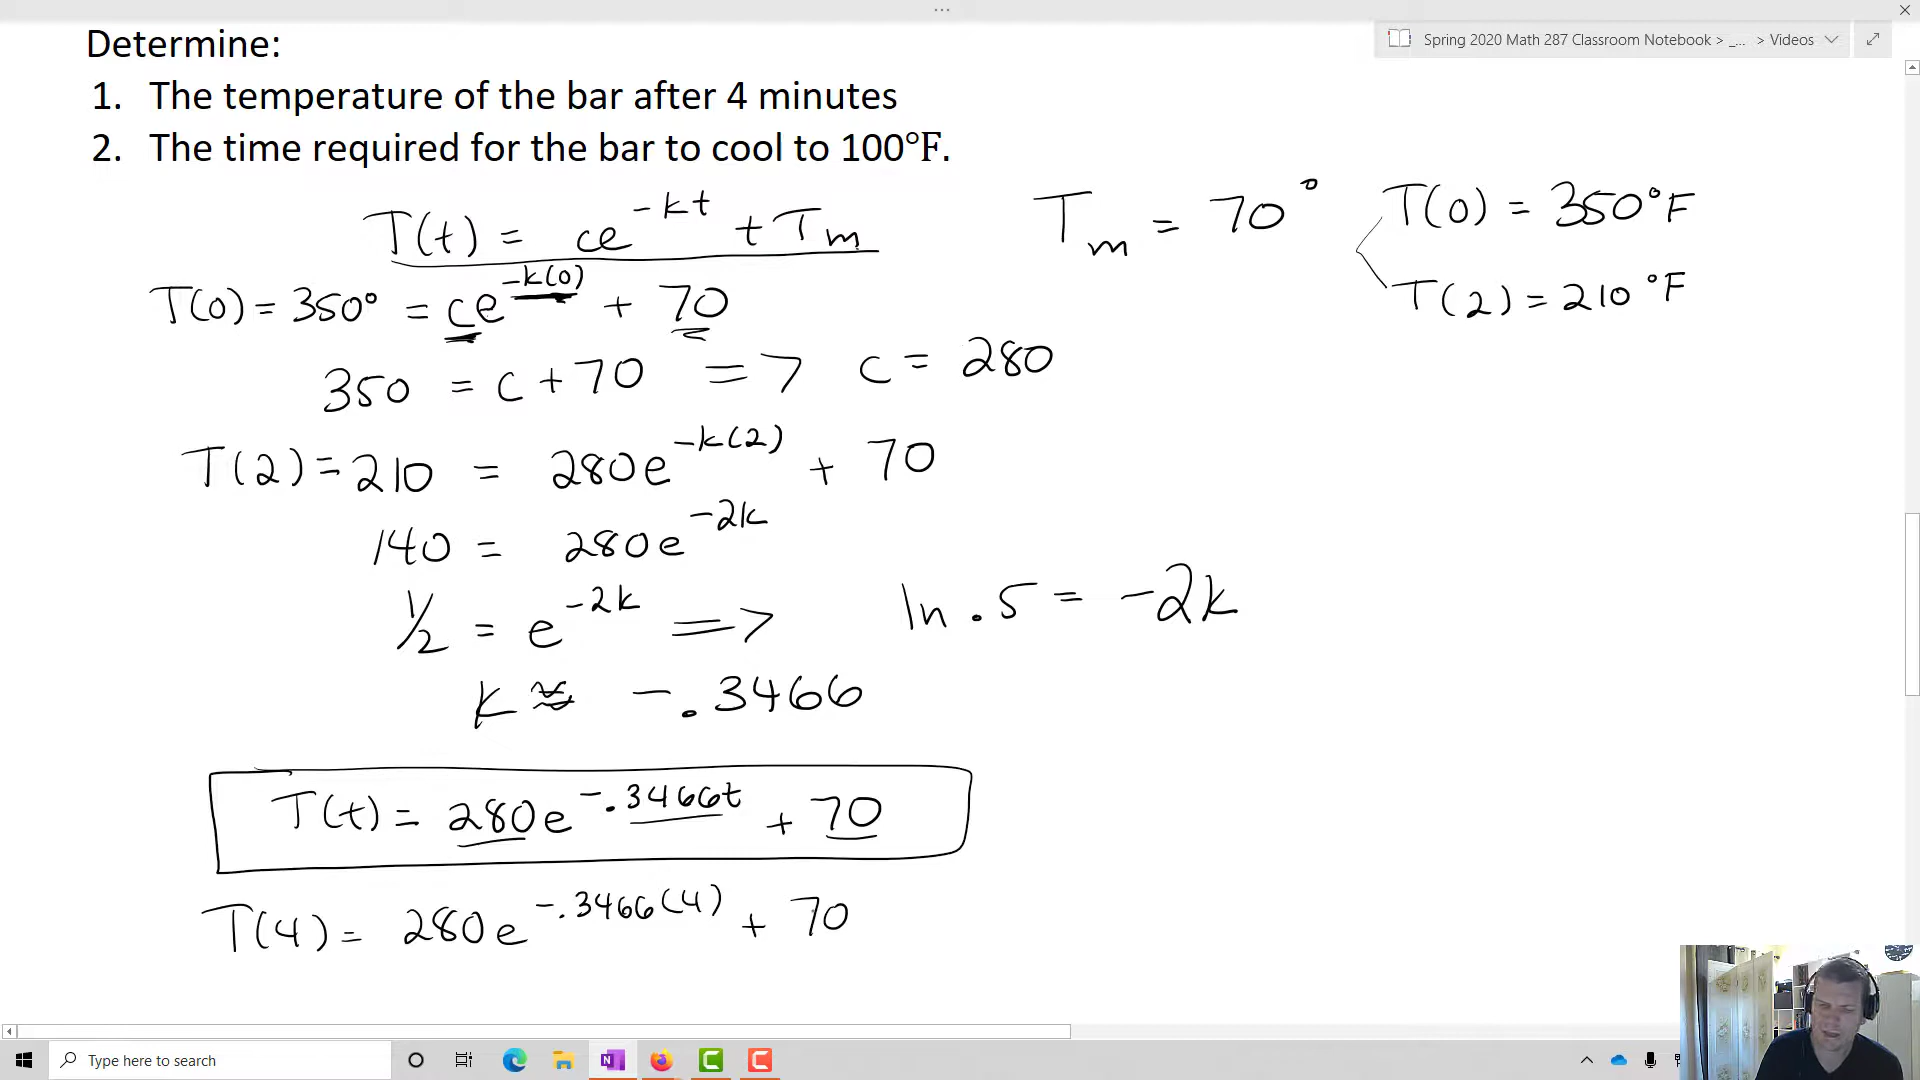 Spring 2020 Math 287 Classroom Notebook > _... > Videos
Determine:
1. The temperature of the bar after 4 minutes
2. The time required for the bar to cool to 100°F.
T(t) = ce^{-kt} + Tm
Tm = 70°
T(0) = 350°F
T(2) = 210°F
T(0) = 350° = ce^{-k(0)} + 70
350 = c + 70 => c = 280
T(2) = 210 = 280e^{-k(2)} + 70
140 = 280e^{-2k}
1/2 = e^{-2k} => ln .5 = -2k
k ≈ -.3466
T(t) = 280e^{-.3466t} + 70
T(4) = 280e^{-.3466(4)} + 70
Type here to search